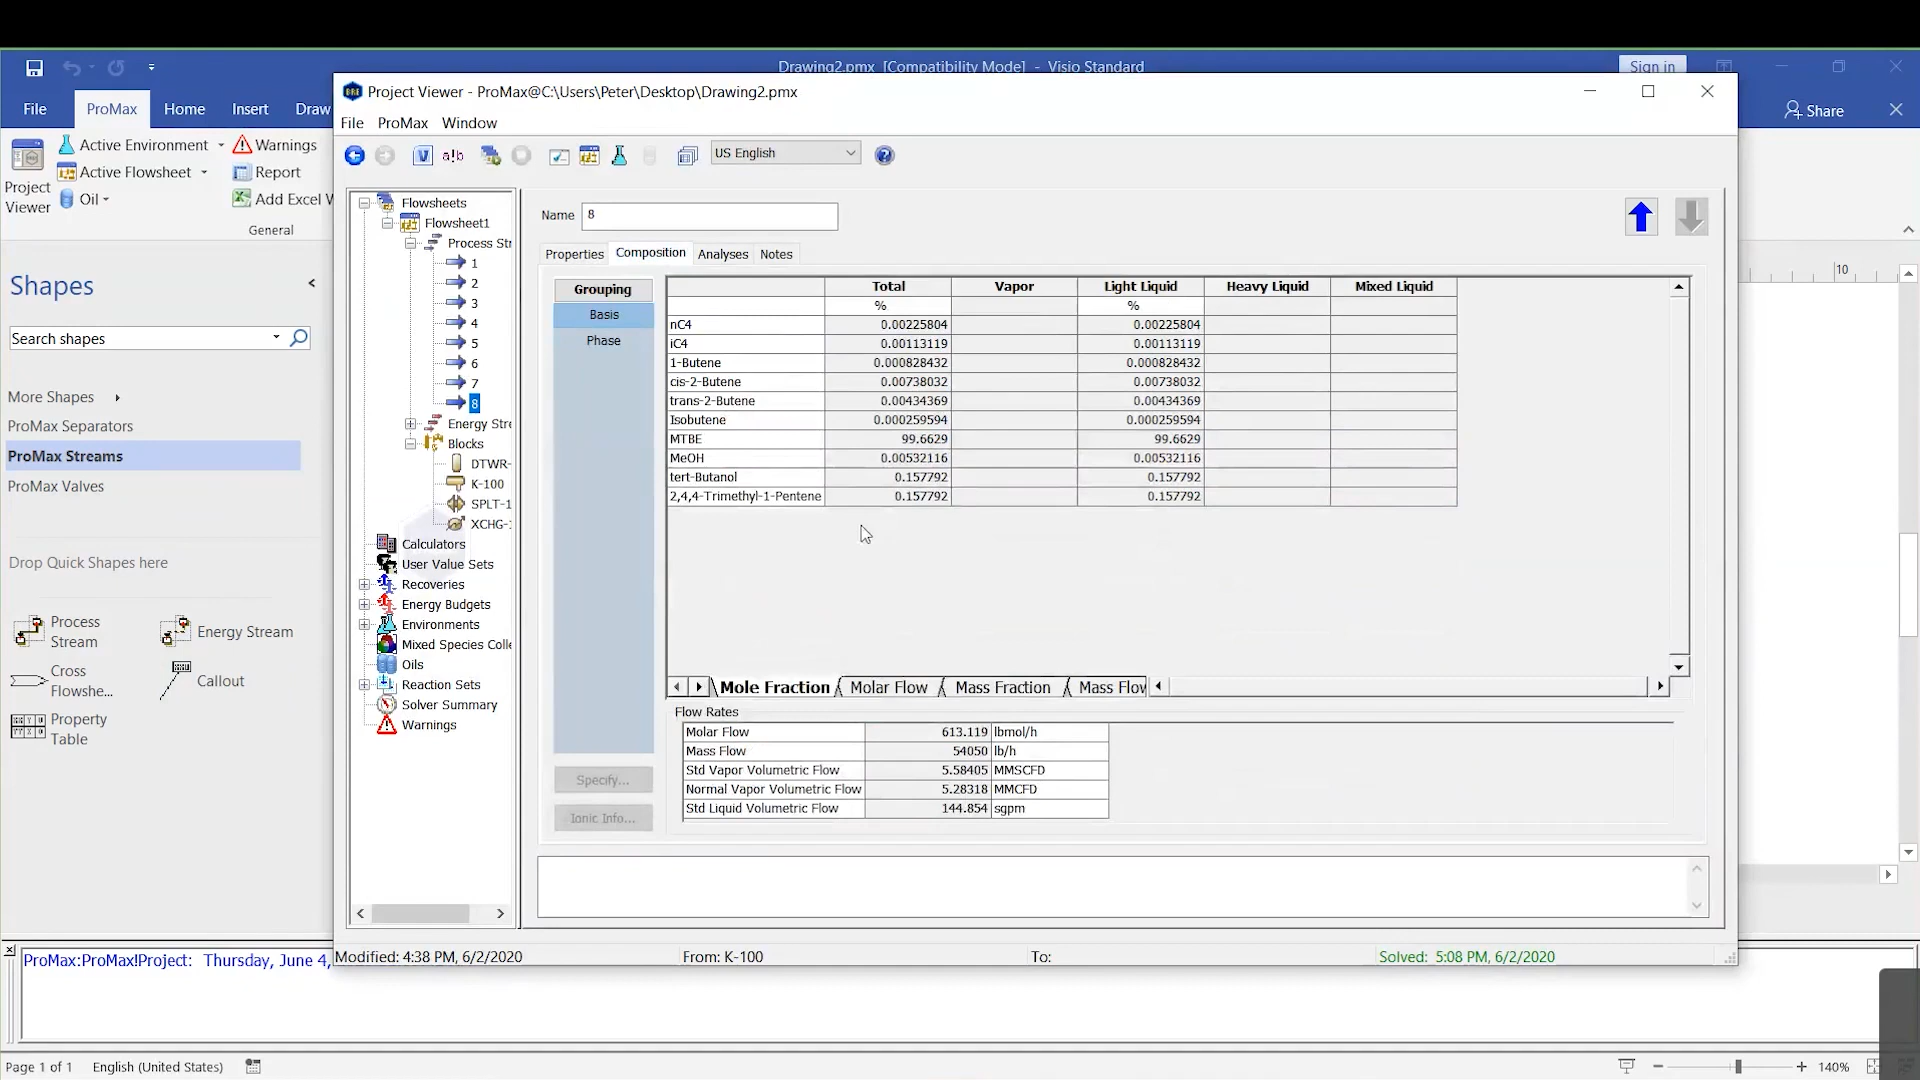 Drawing2.pmx [Compatibility Mode] - Visio Standard
Sign in
File
ProMax
Home
Insert
Draw
Share
Project Viewer - ProMax@C:\Users\Peter\Desktop\Drawing2.pmx
File ProMax Window
Active Environment
Warnings
Active Flowsheet
Report
Project
Viewer
Oil
Add Excel W
General
a!b
US English
Shapes
Search shapes
More Shapes
ProMax Separators
ProMax Streams
ProMax Valves
Drop Quick Shapes here
Process
Stream
Energy Stream
Cross
Flowshe...
Callout
Property
Table
Flowsheets
Flowsheet1
Process Str
1
2
3
4
5
6
7
8
Energy Stre
Blocks
DTWR-
K-100
SPLT-1
XCHG-1
Calculators
User Value Sets
Recoveries
Energy Budgets
Environments
Mixed Species Colle
Oils
Reaction Sets
Solver Summary
Warnings
Name 8
Properties Composition Analyses Notes
Grouping
Basis
Phase
Specify...
Ionic Info...
Total Vapor Light Liquid Heavy Liquid Mixed Liquid
% %
nC4 0.00225804 0.00225804
iC4 0.00113119 0.00113119
1-Butene 0.000828432 0.000828432
cis-2-Butene 0.00738032 0.00738032
trans-2-Butene 0.00434369 0.00434369
Isobutene 0.000259594 0.000259594
MTBE 99.6629 99.6629
MeOH 0.00532116 0.00532116
tert-Butanol 0.157792 0.157792
2,4,4-Trimethyl-1-Pentene 0.157792 0.157792
Mole Fraction Molar Flow Mass Fraction Mass Flow
Flow Rates
Molar Flow 613.119 lbmol/h
Mass Flow 54050 lb/h
Std Vapor Volumetric Flow 5.58405 MMSCFD
Normal Vapor Volumetric Flow 5.28318 MMCFD
Std Liquid Volumetric Flow 144.854 sgpm
10
Modified: 4:38 PM, 6/2/2020
From: K-100
To:
Solved: 5:08 PM, 6/2/2020
ProMax:ProMax!Project: Thursday, June 4,
Page 1 of 1
English (United States)
140%